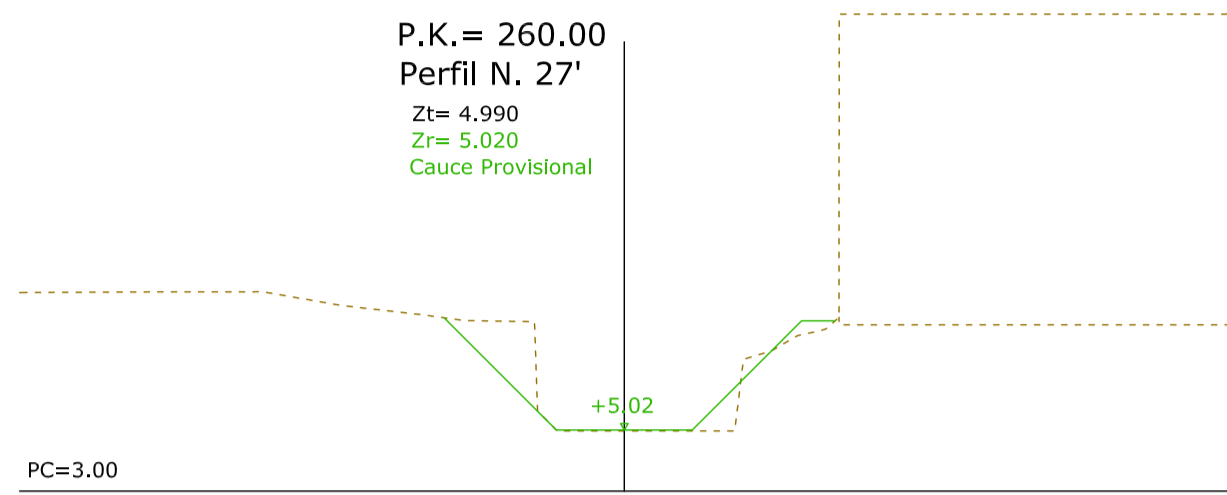 P.K.= 260.00
Perfil N. 27'
Zt= 4.990
Zr= 5.020
Cauce Provisional
+5.02
PC=3.00